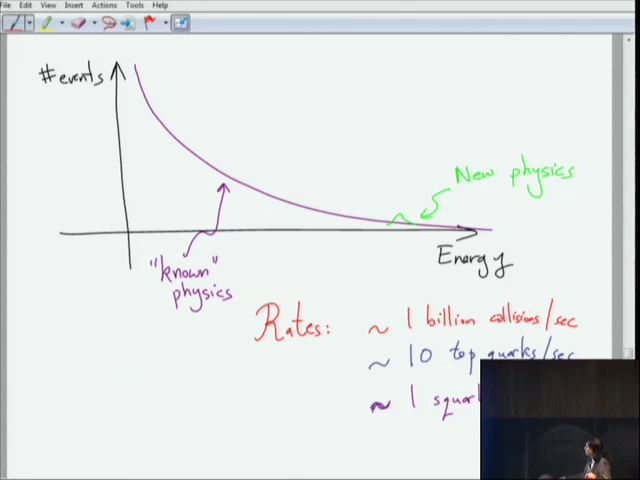 File Edit View Insert Actions Tools Help
#events
New physics
Energy
"known"
physics
Rates: ~ 1 billion collisions/sec
~ 10 top quarks/sec
~ 1